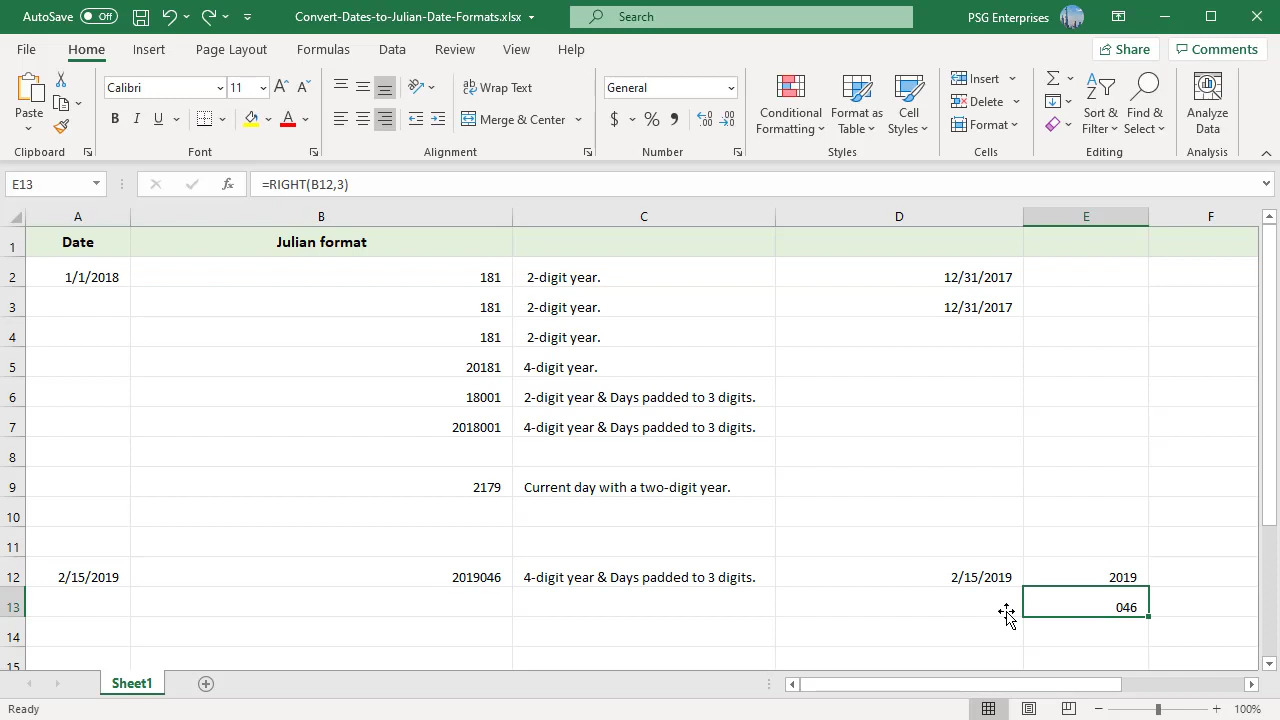 AutoSave Off Convert-Dates-to-Julian-Date-Formats.xlsx Search PSG Enterprises
File Home Insert Page Layout Formulas Data Review View Help Share Comments
Paste
Clipboard
Calibri 11
B I U A
Font
Wrap Text
Merge & Center
Alignment
General
$ %
Number
Conditional Formatting
Format as Table
Cell Styles
Styles
Insert
Delete
Format
Cells
Sort & Filter
Find & Select
Editing
Analyze Data
Analysis
E13 fx =RIGHT(B12,3)
A B C D E F
1 Date Julian format
2 1/1/2018 181 2-digit year. 12/31/2017
3 181 2-digit year. 12/31/2017
4 181 2-digit year.
5 20181 4-digit year.
6 18001 2-digit year & Days padded to 3 digits.
7 2018001 4-digit year & Days padded to 3 digits.
8
9 2179 Current day with a two-digit year.
10
11
12 2/15/2019 2019046 4-digit year & Days padded to 3 digits. 2/15/2019 2019
13 046
14
15
Sheet1
Ready 100%